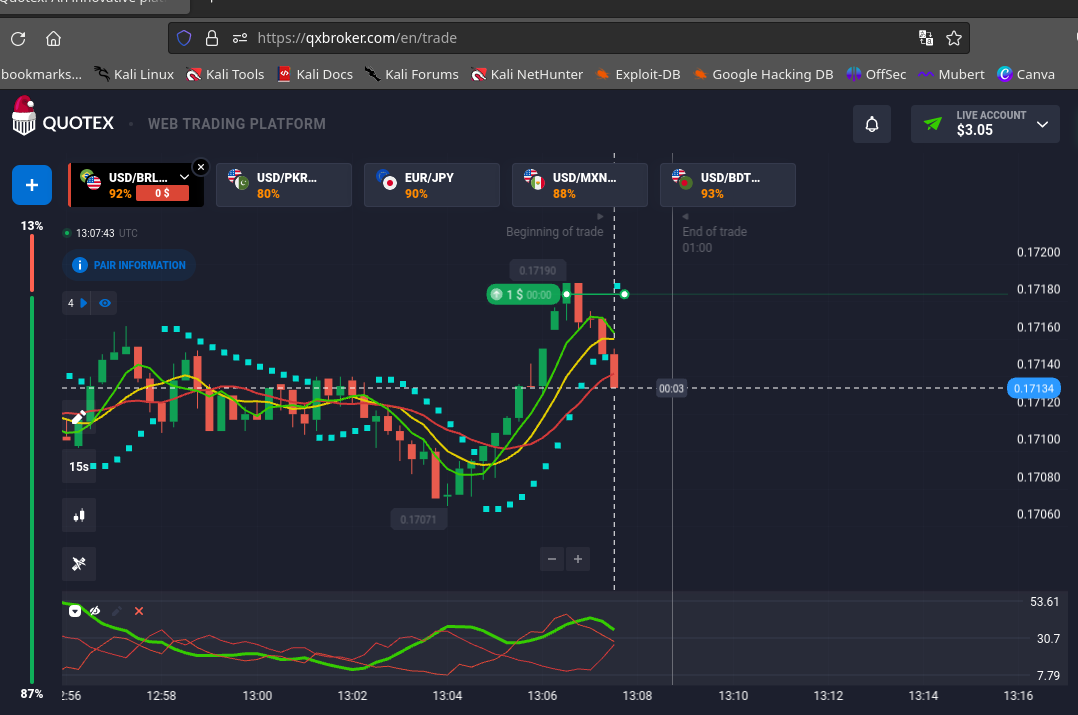 https://qxbroker.com/en/trade
bookmarks... Kali Linux Kali Tools Kali Docs Kali Forums Kali NetHunter Exploit-DB Google Hacking DB OffSec Mubert Canva
QUOTEX • WEB TRADING PLATFORM
LIVE ACCOUNT
$3.05
USD/BRL... USD/PKR... EUR/JPY USD/MXN... USD/BDT...
92% 0 $ 80% 90% 88% 93%
13%
13:07:43 UTC
Beginning of trade End of trade
01:00
0.17200
PAIR INFORMATION
0.17190
0.17180
1 $ 00:00
4
0.17160
0.17140
00:03
0.17134
0.17120
0.17100
15s
0.17080
0.17071
0.17060
53.61
30.7
7.79
87%
2:56 12:58 13:00 13:02 13:04 13:06 13:08 13:10 13:12 13:14 13:16